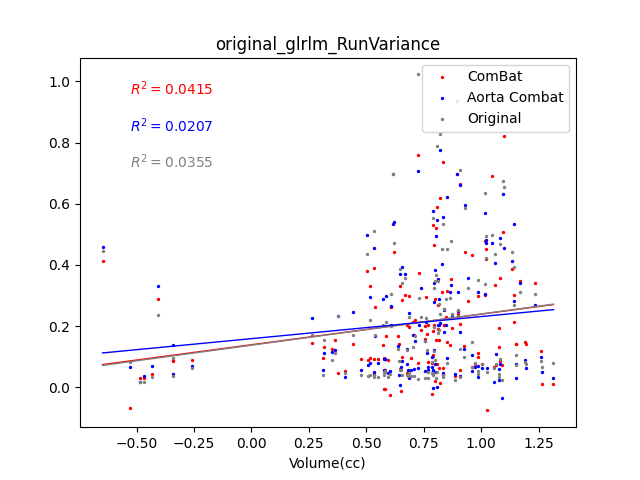 original_glrlm_RunVariance
R² = 0.0415
R² = 0.0207
R² = 0.0355
ComBat
Aorta Combat
Original
1.0
0.8
0.6
0.4
0.2
0.0
−0.50
−0.25
0.00
0.25
0.50
0.75
1.00
1.25
Volume(cc)